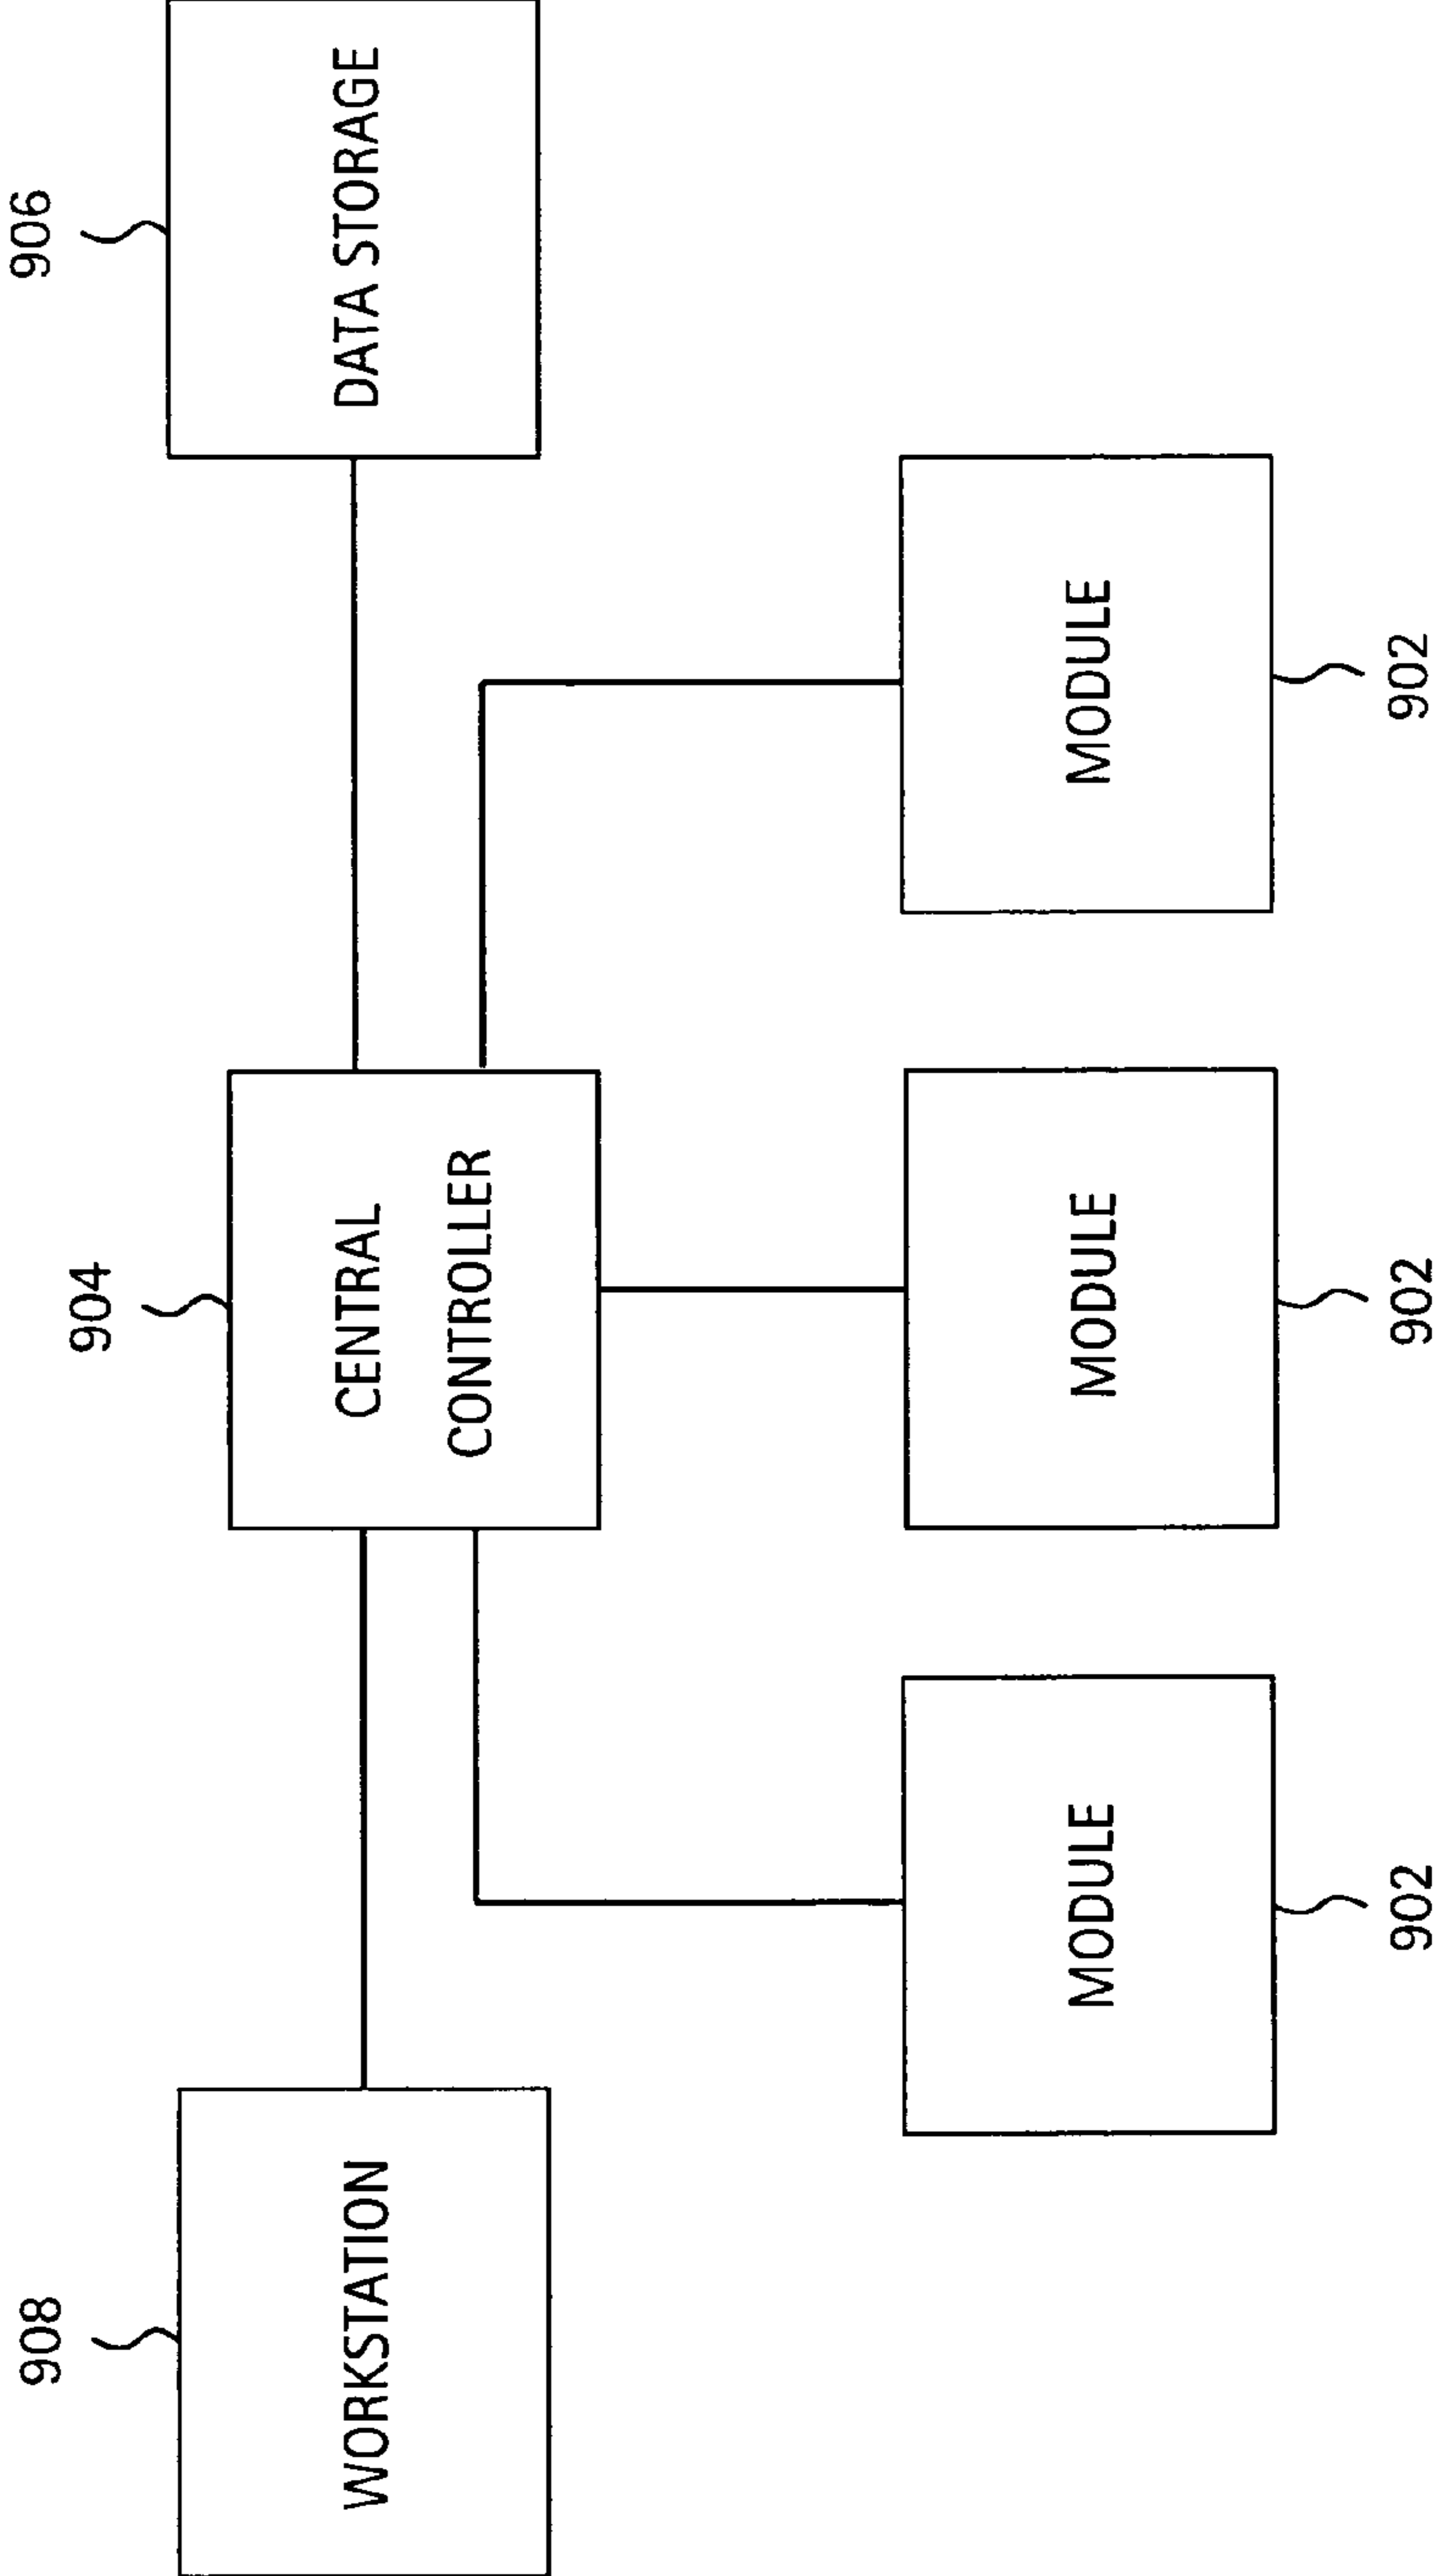 908
WORKSTATION
904
CENTRAL
CONTROLLER
906
DATA STORAGE
MODULE
902
MODULE
902
MODULE
902